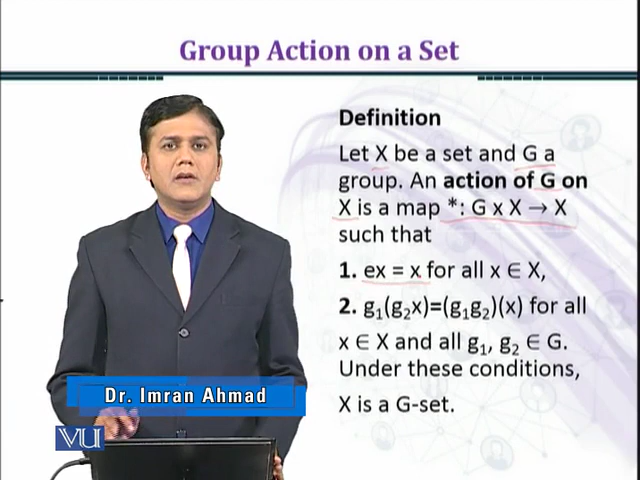 Group Action on a Set
Definition
Let X be a set and G a
group. An action of G on
X is a map *: G x X → X
such that
1. ex = x for all x ∈ X,
2. g₁(g₂x)=(g₁g₂)(x) for all
x ∈ X and all g₁, g₂ ∈ G.
Under these conditions,
X is a G-set.
Dr. Imran Ahmad
VU